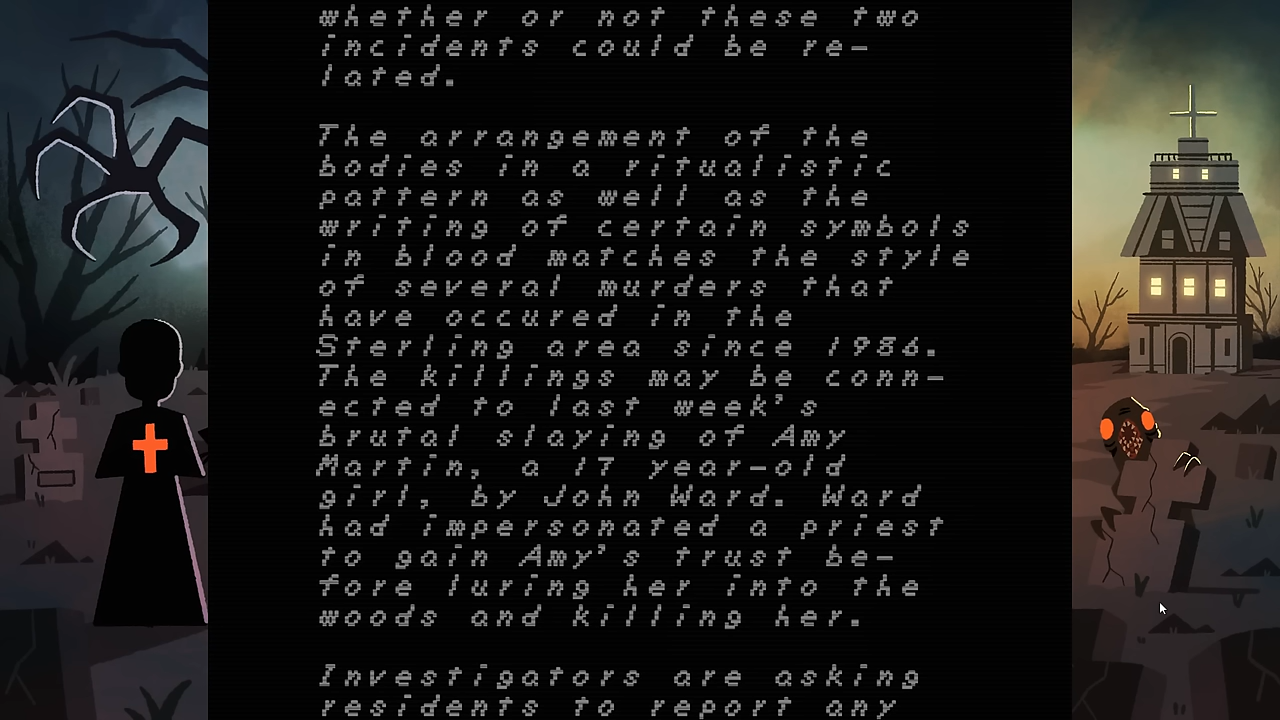 whether or not these two
incidents could be re-
lated.
The arrangement of the
bodies in a ritualistic
pattern as well as the
writing of certain symbols
in blood matches the style
of several murders that
have occured in the
Sterling area since 1986.
The killings may be conn-
ected to last week's
brutal slaying of Amy
Martin, a 17 year-old
girl, by John Ward. Ward
had impersonated a priest
to gain Amy's trust be-
fore luring her into the
woods and killing her.
Investigators are asking
residents to report any